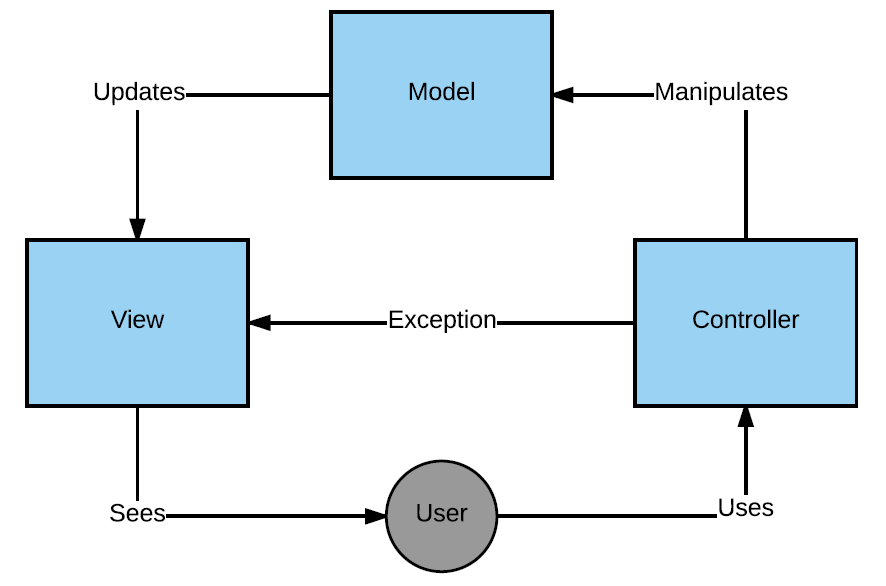 Updates
Model
Manipulates
View
Exception
Controller
Sees
User
Uses